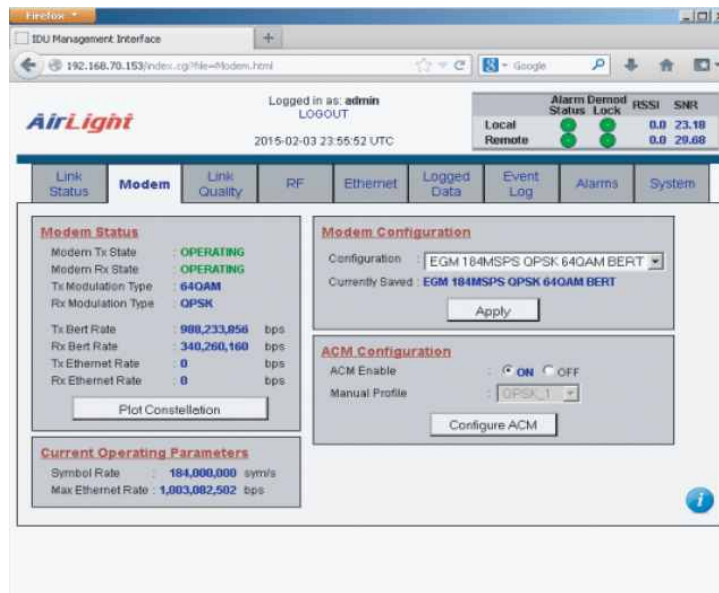 Firefox
IDU Management Interface
+
192.168.70.153/index.cgi?file=Modem.html
Google
AirLight
Logged in as: admin
LOGOUT
2015-02-03 23:55:52 UTC
Alarm Status Demod Lock RSSI SNR
Local 0.0 23.18
Remote 0.0 29.68
Link Status
Modem
Link Quality
RF
Ethernet
Logged Data
Event Log
Alarms
System
Modem Status
Modem Tx State : OPERATING
Modem Rx State : OPERATING
Tx Modulation Type : 64QAM
Rx Modulation Type : QPSK
Tx Bert Rate : 988,233,856 bps
Rx Bert Rate : 340,260,160 bps
Tx Ethernet Rate : 0 bps
Rx Ethernet Rate : 0 bps
Plot Constellation
Current Operating Parameters
Symbol Rate : 184,000,000 sym/s
Max Ethernet Rate : 1,003,082,502 bps
Modem Configuration
Configuration : EGM 184MSPS QPSK 64QAM BERT
Currently Saved : EGM 184MSPS QPSK 64QAM BERT
Apply
ACM Configuration
ACM Enable : ON OFF
Manual Profile : QPSK_1
Configure ACM
i